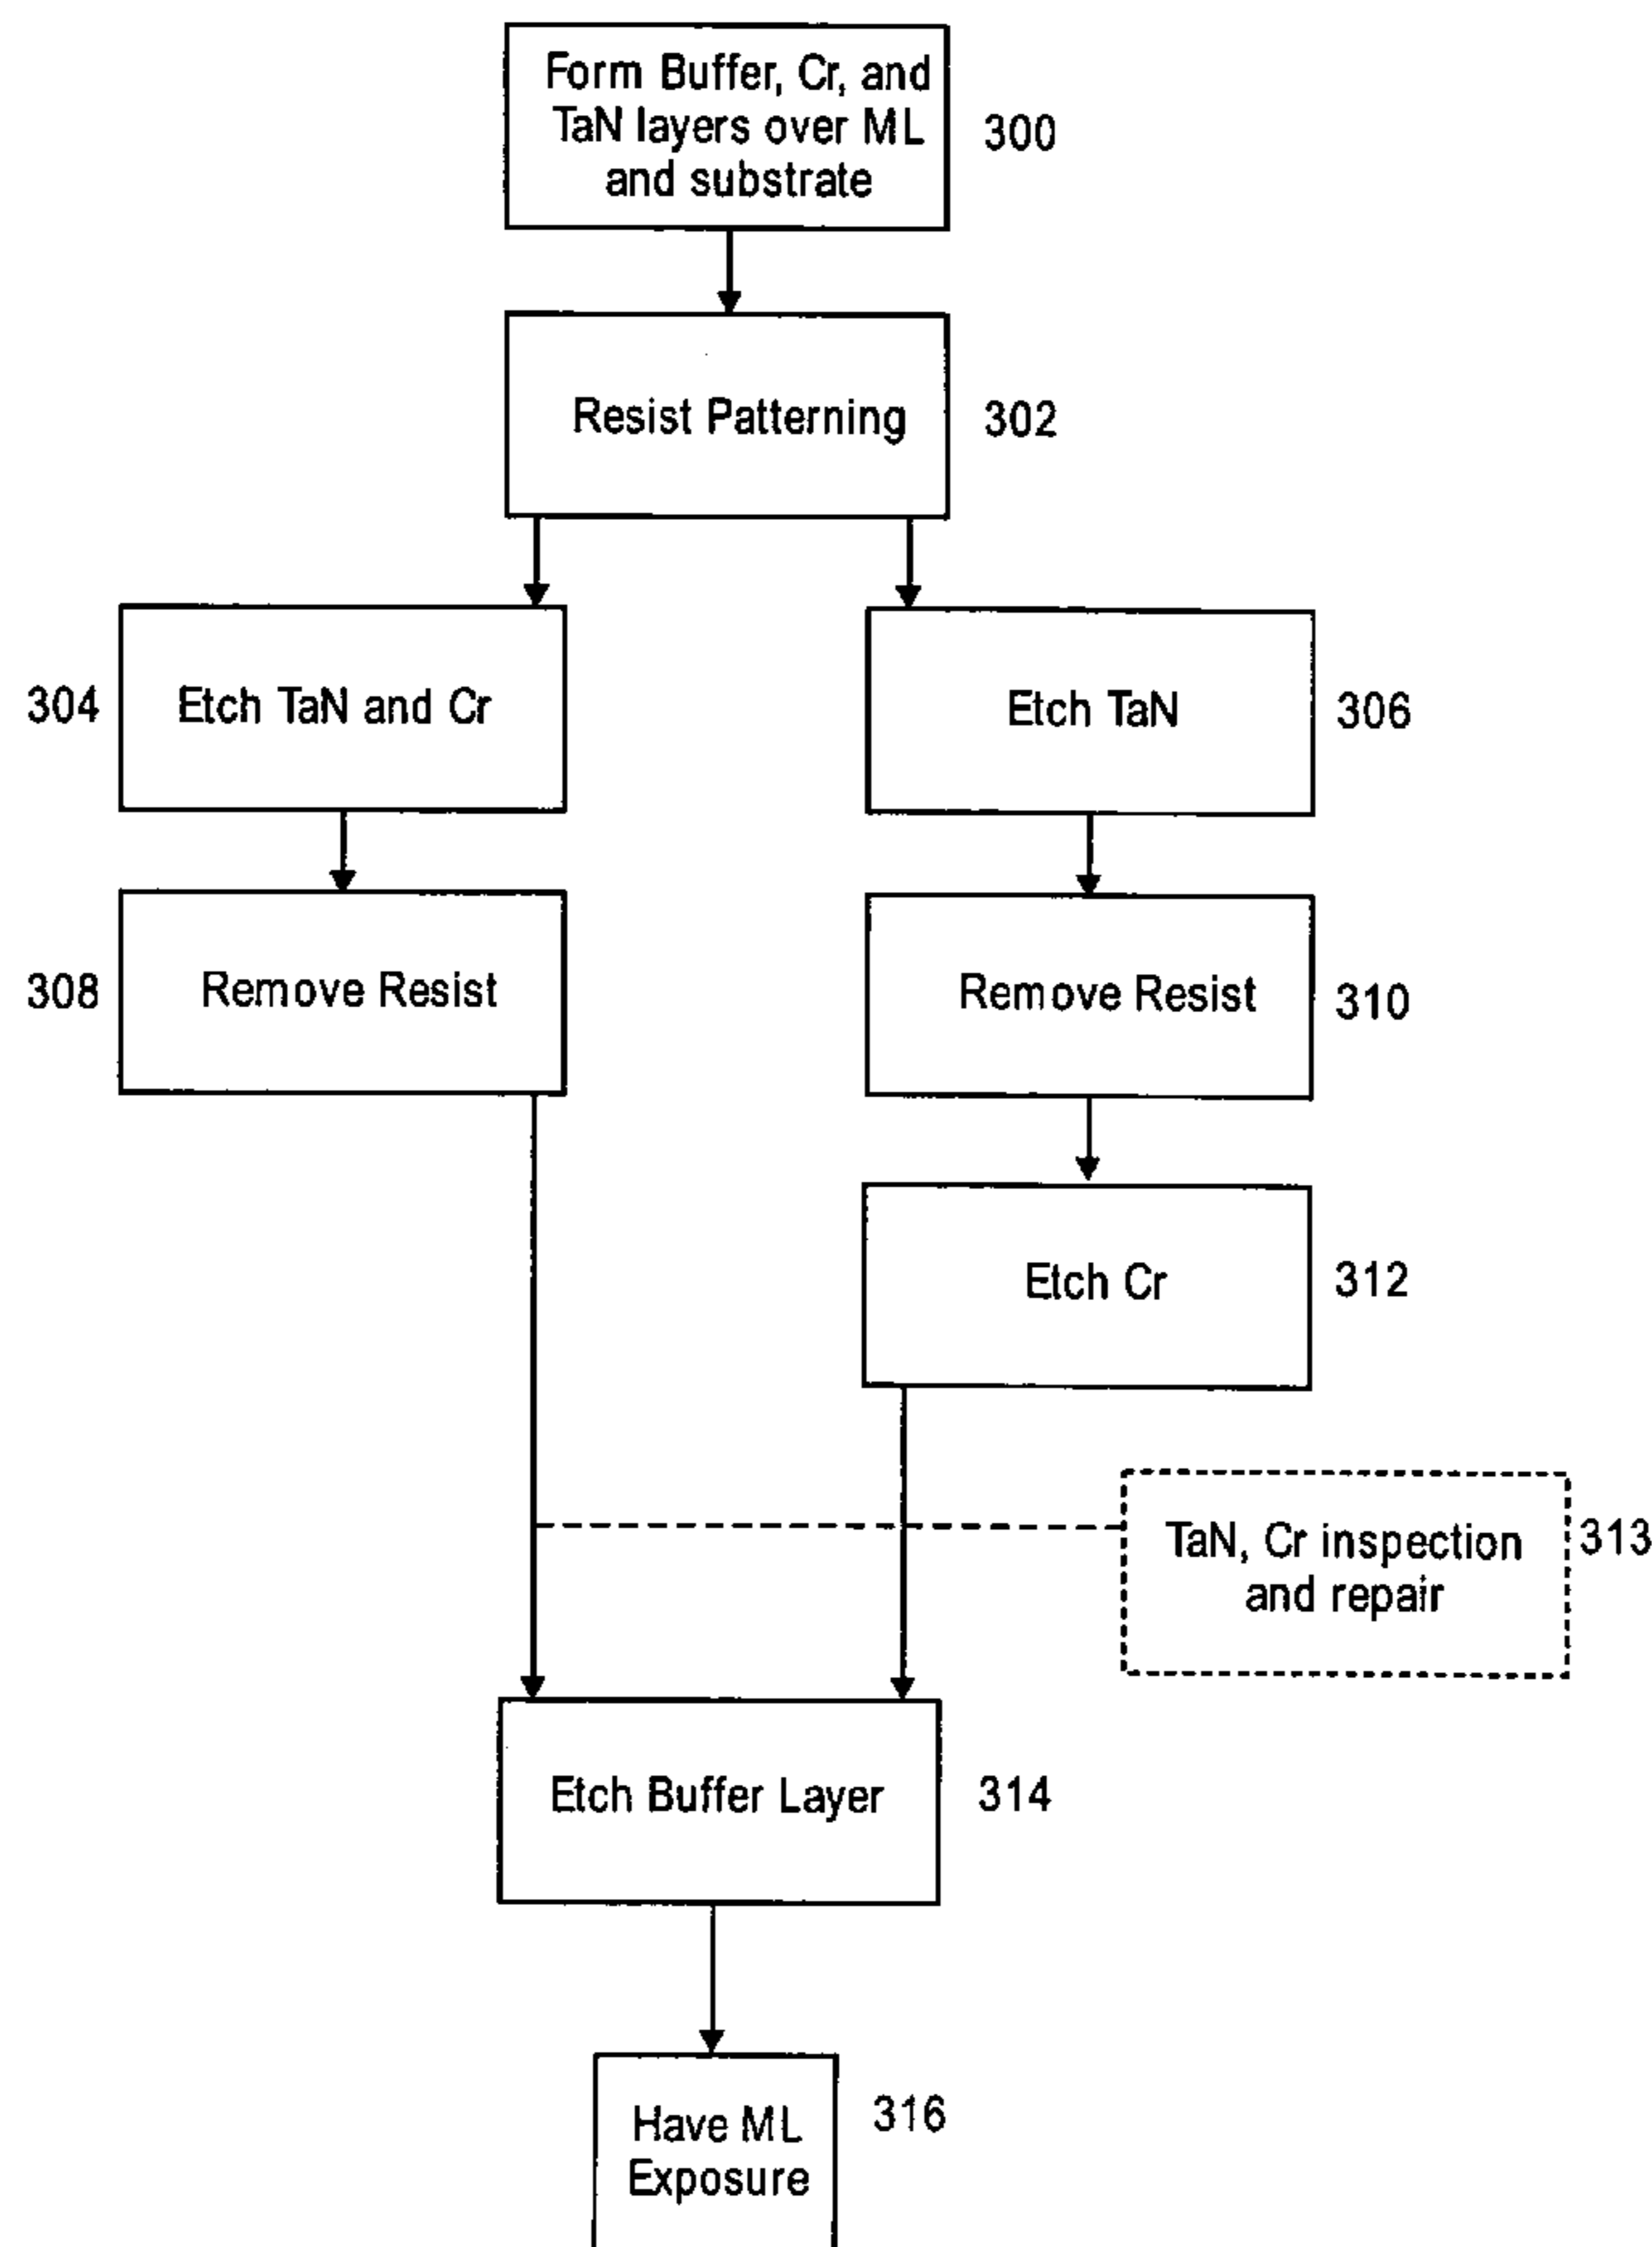 Form Buffer, Cr, and
TaN layers over ML
and substrate
300
Resist Patterning
302
304
Etch TaN and Cr
Etch TaN
306
308
Remove Resist
Remove Resist
310
Etch Cr
312
TaN, Cr inspection
and repair
313
Etch Buffer Layer
314
Have ML
Exposure
316